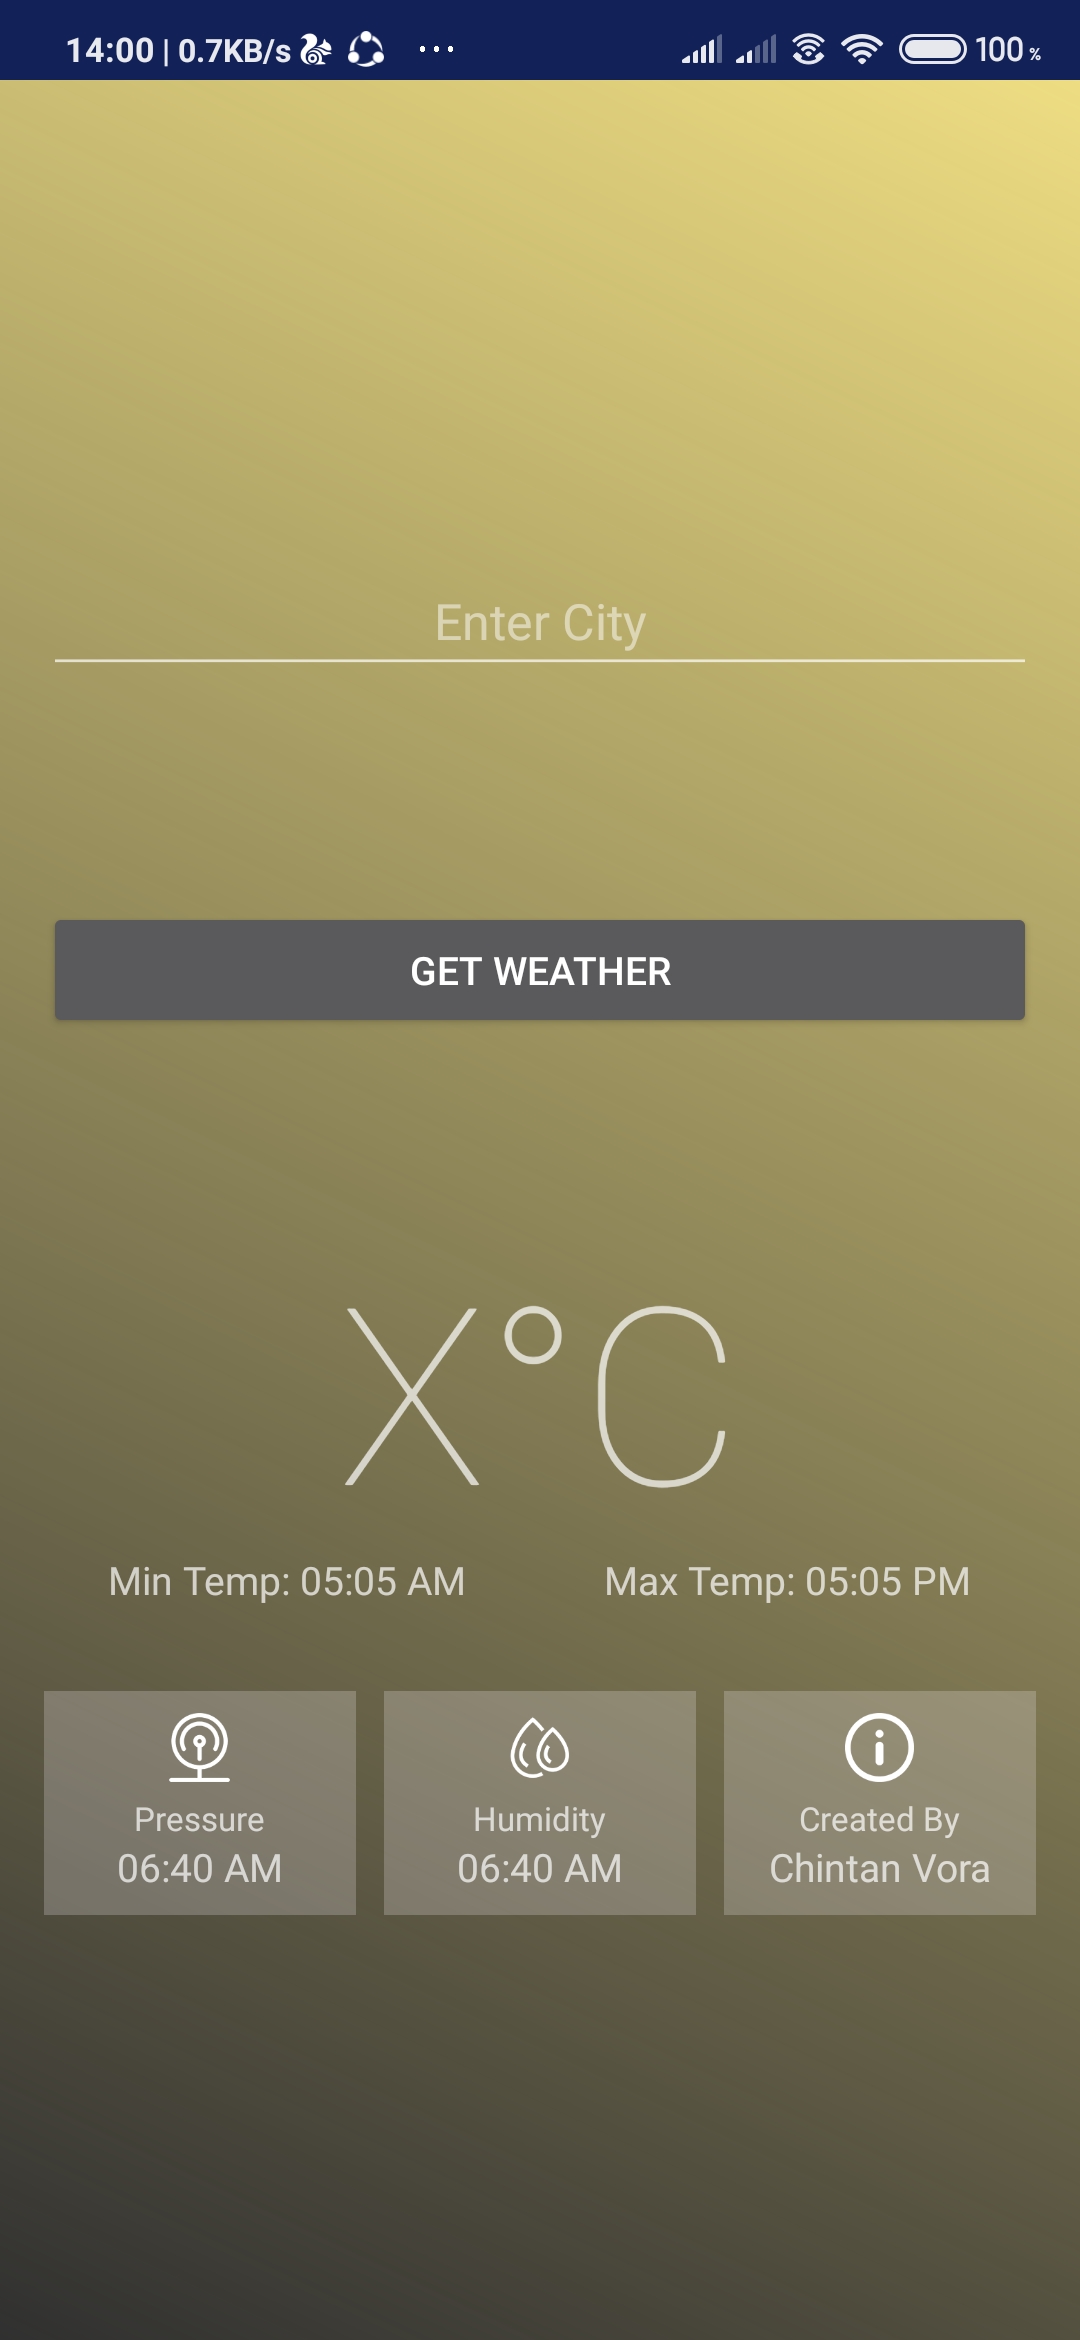 14:00 | 0.7KB/s ... 100 %
Enter City
GET WEATHER
X°C
Min Temp: 05:05 AM Max Temp: 05:05 PM
Pressure Humidity Created By
06:40 AM 06:40 AM Chintan Vora